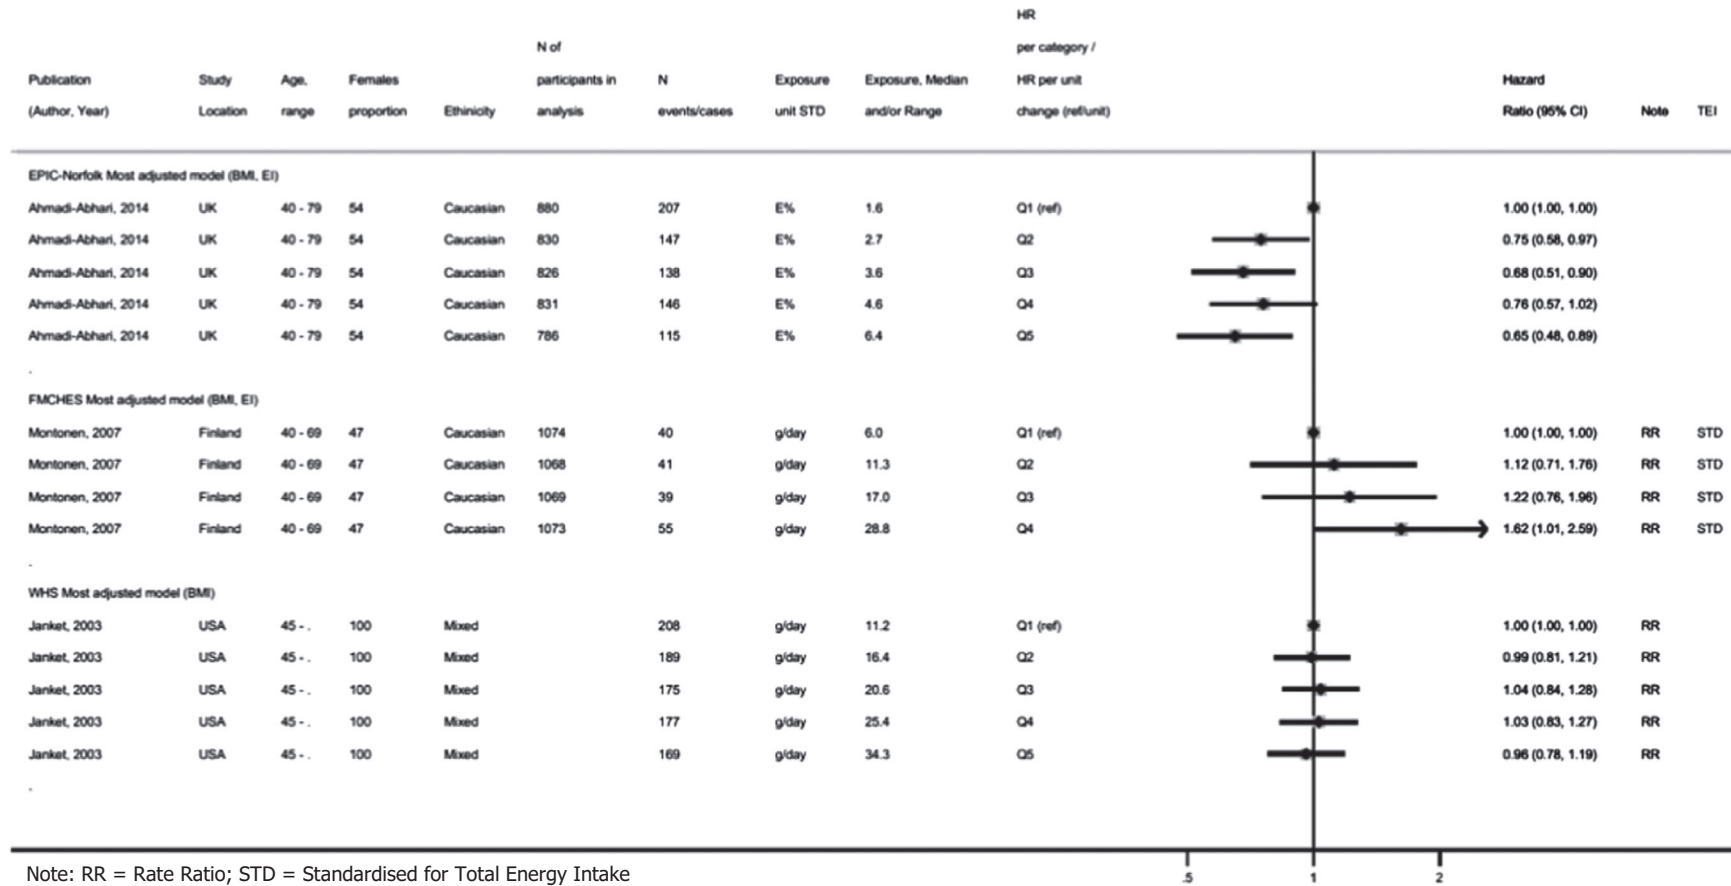 HR
N of per category /
Publication Study Age, Females participants in N Exposure Exposure, Median HR per unit Hazard
(Author, Year) Location range proportion Ethinicity analysis events/cases unit STD and/or Range change (ref/unit) Ratio (95% CI) Note TEI
EPIC-Norfolk Most adjusted model (BMI, EI)
Ahmadi-Abhari, 2014 UK 40 - 79 54 Caucasian 880 207 E% 1.6 Q1 (ref) 1.00 (1.00, 1.00)
Ahmadi-Abhari, 2014 UK 40 - 79 54 Caucasian 830 147 E% 2.7 Q2 0.75 (0.58, 0.97)
Ahmadi-Abhari, 2014 UK 40 - 79 54 Caucasian 826 138 E% 3.6 Q3 0.68 (0.51, 0.90)
Ahmadi-Abhari, 2014 UK 40 - 79 54 Caucasian 831 146 E% 4.6 Q4 0.76 (0.57, 1.02)
Ahmadi-Abhari, 2014 UK 40 - 79 54 Caucasian 786 115 E% 6.4 Q5 0.65 (0.48, 0.89)
.
FMCHES Most adjusted model (BMI, EI)
Montonen, 2007 Finland 40 - 69 47 Caucasian 1074 40 g/day 6.0 Q1 (ref) 1.00 (1.00, 1.00) RR STD
Montonen, 2007 Finland 40 - 69 47 Caucasian 1068 41 g/day 11.3 Q2 1.12 (0.71, 1.76) RR STD
Montonen, 2007 Finland 40 - 69 47 Caucasian 1069 39 g/day 17.0 Q3 1.22 (0.76, 1.96) RR STD
Montonen, 2007 Finland 40 - 69 47 Caucasian 1073 55 g/day 28.8 Q4 1.62 (1.01, 2.59) RR STD
.
WHS Most adjusted model (BMI)
Janket, 2003 USA 45 - . 100 Mixed 208 g/day 11.2 Q1 (ref) 1.00 (1.00, 1.00) RR
Janket, 2003 USA 45 - . 100 Mixed 189 g/day 16.4 Q2 0.99 (0.81, 1.21) RR
Janket, 2003 USA 45 - . 100 Mixed 175 g/day 20.6 Q3 1.04 (0.84, 1.28) RR
Janket, 2003 USA 45 - . 100 Mixed 177 g/day 25.4 Q4 1.03 (0.83, 1.27) RR
Janket, 2003 USA 45 - . 100 Mixed 169 g/day 34.3 Q5 0.96 (0.78, 1.19) RR
.
.5 1 2
Note: RR = Rate Ratio; STD = Standardised for Total Energy Intake